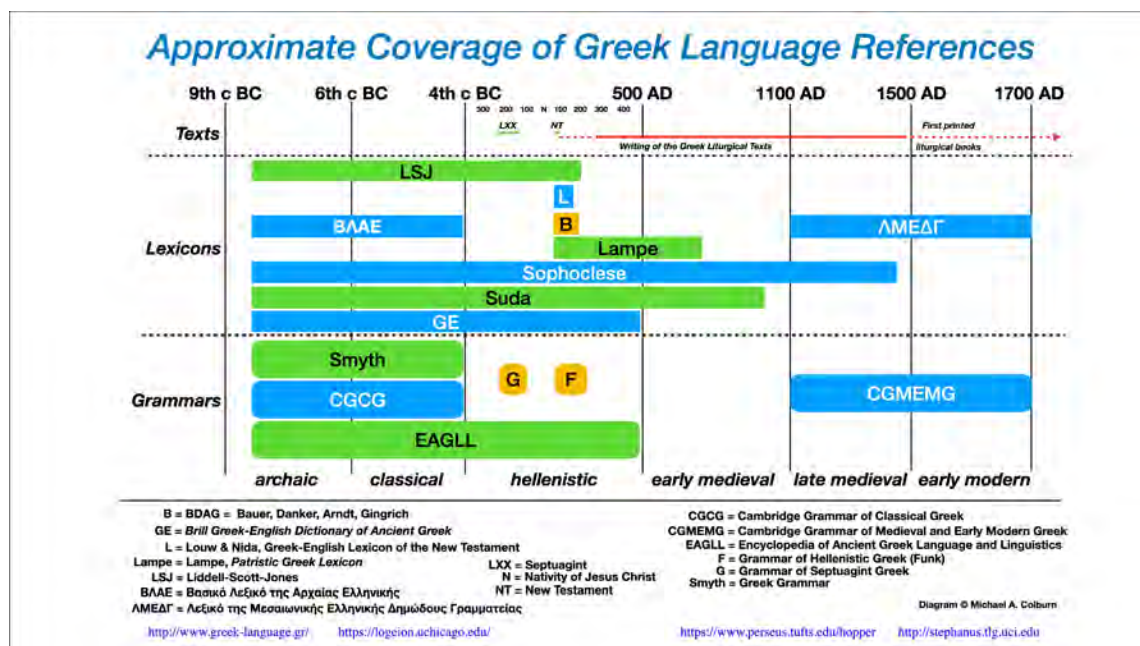 Approximate Coverage of Greek Language References
9th c BC 6th c BC 4th c BC 500 AD 1100 AD 1500 AD 1700 AD
500 200 100 N 100 200 300 400
Texts LXX NT First printed
Writing of the Greek Liturgical Texts liturgical books
LSJ
L
ΒΛΑΕ B ΛΜΕΔΓ
Lexicons Lampe
Sophoclese
Suda
GE
Smyth
G F
CGCG CGMEMG
Grammars
EAGLL
archaic classical hellenistic early medieval late medieval early modern
B = BDAG = Bauer, Danker, Arndt, Gingrich
GE = Brill Greek-English Dictionary of Ancient Greek
L = Louw & Nida, Greek-English Lexicon of the New Testament
Lampe = Lampe, Patristic Greek Lexicon
LSJ = Liddell-Scott-Jones
ΒΛΑΕ = Βασικό Λεξικό της Αρχαίας Ελληνικής
ΛΜΕΔΓ = Λεξικό της Μεσαιωνικής Ελληνικής Δημώδους Γραμματείας
LXX = Septuagint
N = Nativity of Jesus Christ
NT = New Testament
CGCG = Cambridge Grammar of Classical Greek
CGMEMG = Cambridge Grammar of Medieval and Early Modern Greek
EAGLL = Encyclopedia of Ancient Greek Language and Linguistics
F = Grammar of Hellenistic Greek (Funk)
G = Grammar of Septuagint Greek
Smyth = Greek Grammar
Diagram © Michael A. Colburn
http://www.greek-language.gr/ https://logeion.uchicago.edu/ https://www.perseus.tufts.edu/hopper http://stephanus.tlg.uci.edu